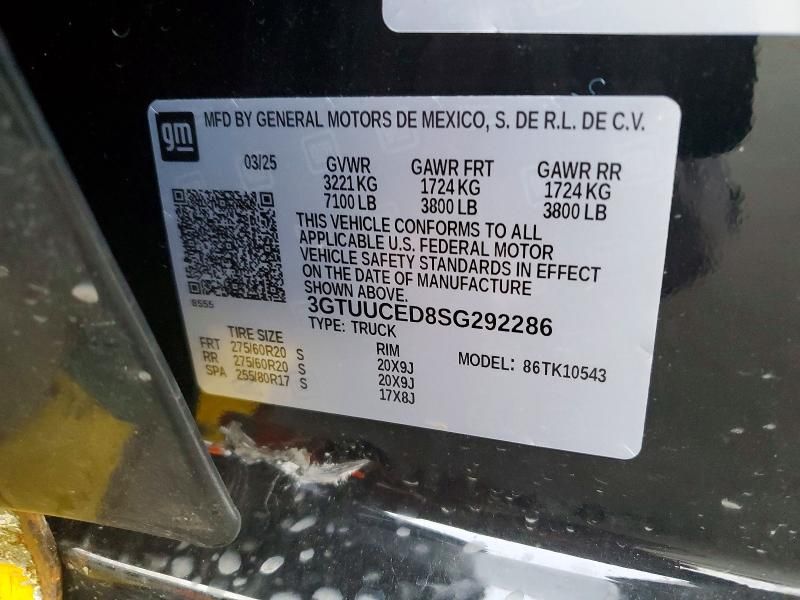 gm
MFD BY GENERAL MOTORS DE MEXICO, S. DE R.L. DE C.V.
03/25 GVWR GAWR FRT GAWR RR
3221 KG 1724 KG 1724 KG
7100 LB 3800 LB 3800 LB
THIS VEHICLE CONFORMS TO ALL
APPLICABLE U.S. FEDERAL MOTOR
VEHICLE SAFETY STANDARDS IN EFFECT
ON THE DATE OF MANUFACTURE
SHOWN ABOVE.
8555
3GTUUCED8SG292286
TYPE: TRUCK
TIRE SIZE RIM MODEL: 86TK10543
FRT 275/60R20 S 20X9J
RR 275/60R20 S 20X9J
SPA 255/80R17 S 17X8J